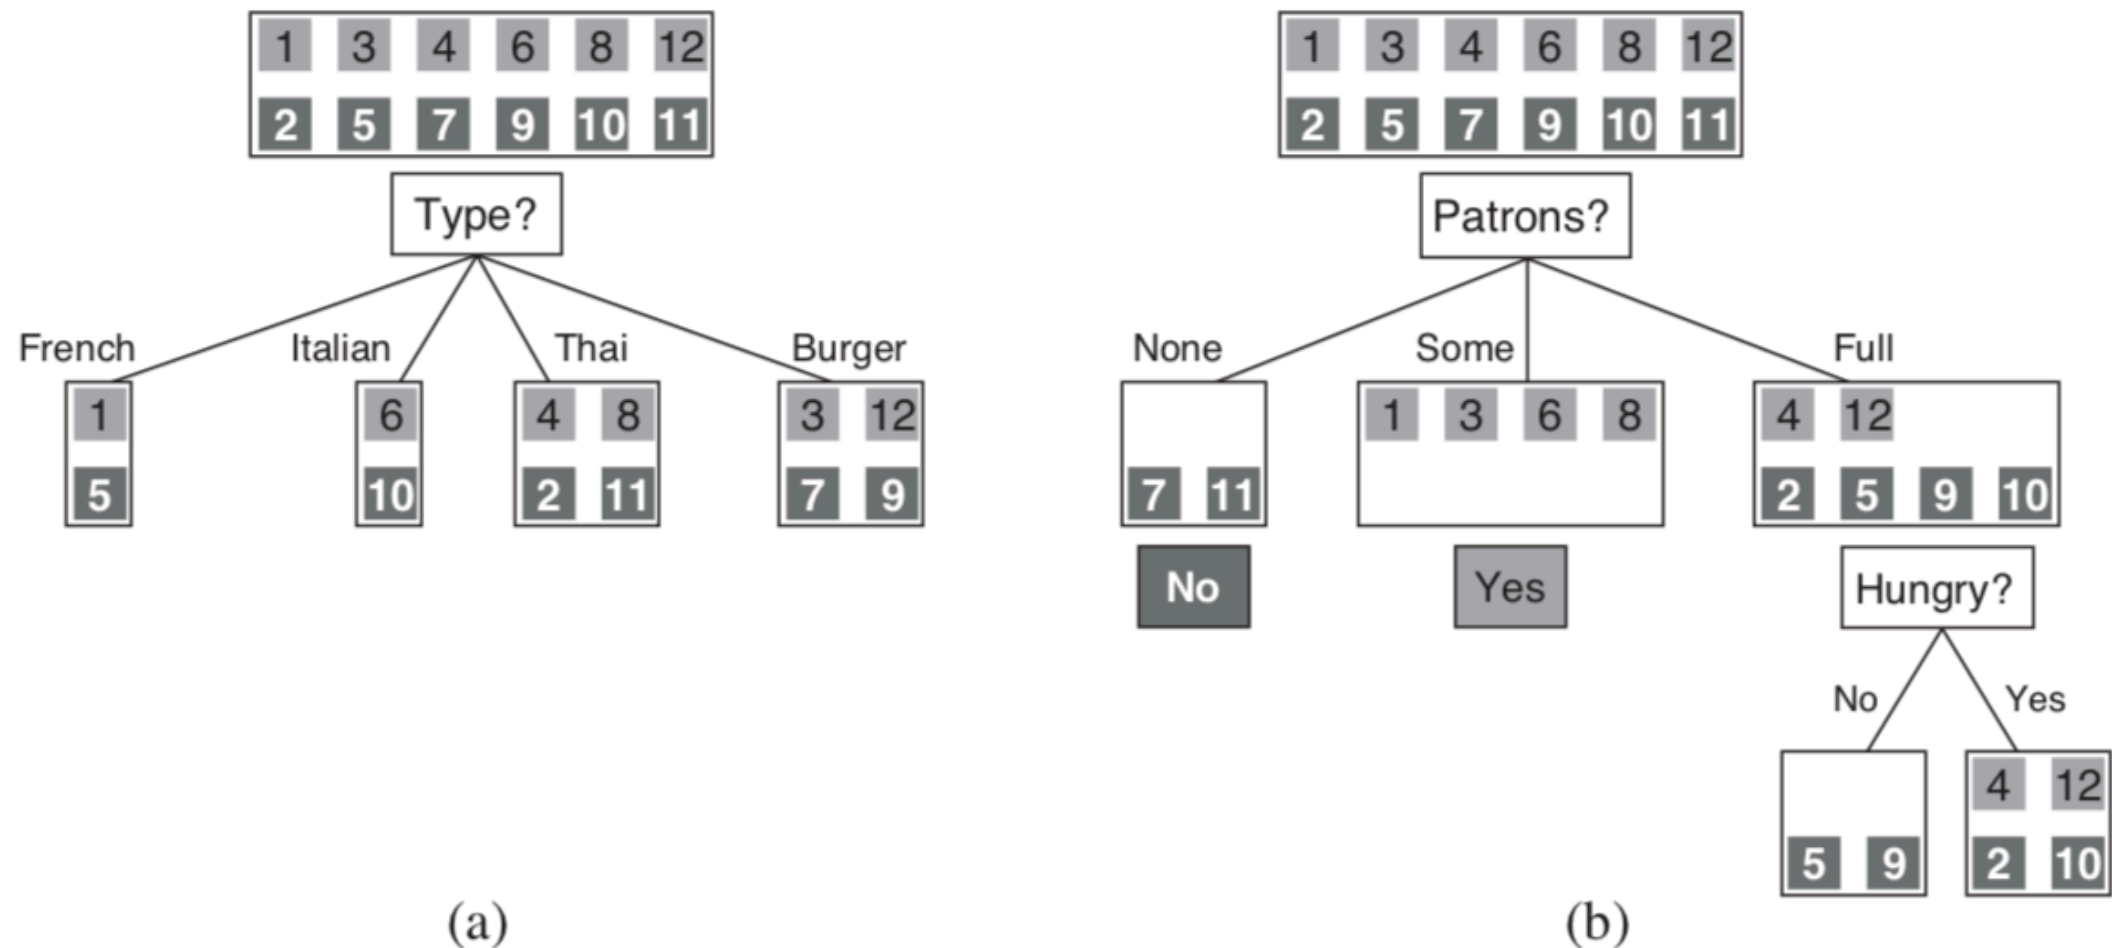 1 3 4 6 8 12
2 5 7 9 10 11
Type?
French Italian Thai Burger
1 6 4 8 3 12
5 10 2 11 7 9
(a)
1 3 4 6 8 12
2 5 7 9 10 11
Patrons?
None Some Full
1 3 6 8 4 12
7 11 2 5 9 10
No Yes Hungry?
No Yes
4 12
5 9 2 10
(b)